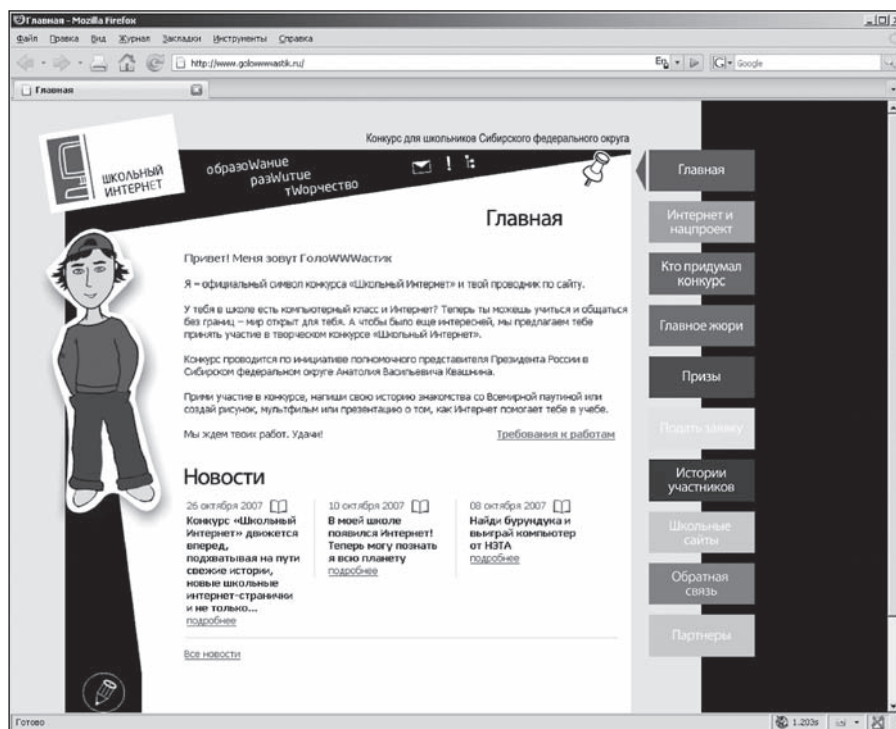 Главная - Mozilla Firefox
Файл Правка Вид Журнал Закладки Инструменты Справка
http://www.golowwwastik.ru/
En
Google
Главная
Конкурс для школьников Сибирского федерального округа
ШКОЛЬНЫЙ
ИНТЕРНЕТ
образоWание
разWитие
тWорчество
Главная
Привет! Меня зовут ГолоWWWастик
Я – официальный символ конкурса «Школьный Интернет» и твой проводник по сайту.
У тебя в школе есть компьютерный класс и Интернет? Теперь ты можешь учиться и общаться
без границ – мир открыт для тебя. А чтобы было еще интересней, мы предлагаем тебе
принять участие в творческом конкурсе «Школьный Интернет».
Конкурс проводится по инициативе полномочного представителя Президента России в
Сибирском федеральном округе Анатолия Васильевича Квашнина.
Прими участие в конкурсе, напиши свою историю знакомства со Всемирной паутиной или
создай рисунок, мультфильм или презентацию о том, как Интернет помогает тебе в учебе.
Мы ждем твоих работ. Удачи!
Требования к работам
Новости
26 октября 2007
Конкурс «Школьный
Интернет» движется
вперед,
подхватывая на пути
свежие истории,
новые школьные
интернет-странички
и не только...
подробнее
10 октября 2007
В моей школе
появился Интернет!
Теперь могу познать
я всю планету
подробнее
08 октября 2007
Найди бурундука и
выиграй компьютер
от НЭТА
подробнее
Все новости
Главная
Интернет и
нацпроект
Кто придумал
конкурс
Главное жюри
Призы
Подать заявку
Истории
участников
Школьные
сайты
Обратная
связь
Партнеры
Готово
1.203s